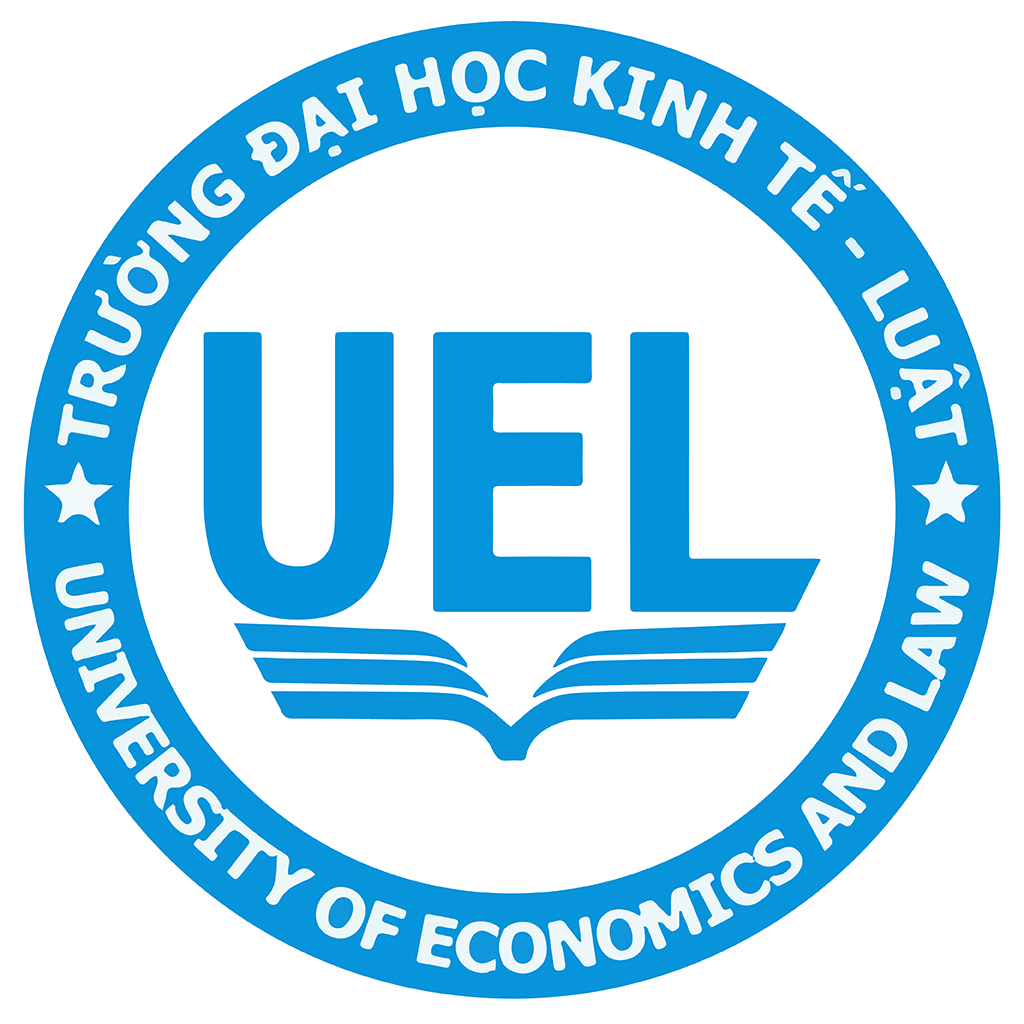 TRƯỜNG ĐẠI HỌC KINH TẾ - LUẬT
UEL
UNIVERSITY OF ECONOMICS AND LAW